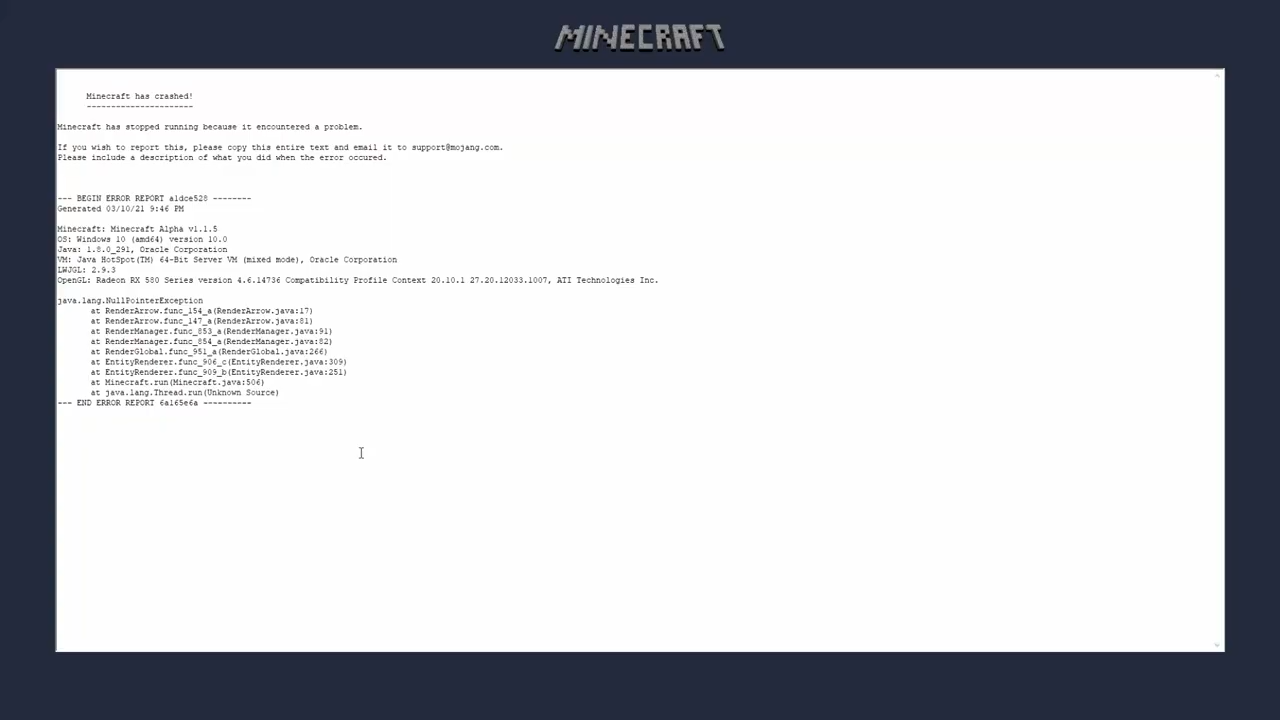 MINECRAFT
Minecraft has crashed!
----------------------
Minecraft has stopped running because it encountered a problem.
If you wish to report this, please copy this entire text and email it to support@mojang.com.
Please include a description of what you did when the error occured.
--- BEGIN ERROR REPORT a1dce528 --------
Generated 03/10/21 9:46 PM
Minecraft: Minecraft Alpha v1.1.5
OS: Windows 10 (amd64) version 10.0
Java: 1.8.0_291, Oracle Corporation
VM: Java HotSpot(TM) 64-Bit Server VM (mixed mode), Oracle Corporation
LWJGL: 2.9.3
OpenGL: Radeon RX 580 Series version 4.6.14736 Compatibility Profile Context 20.10.1 27.20.12033.1007, ATI Technologies Inc.
java.lang.NullPointerException
at RenderArrow.func_154_a(RenderArrow.java:17)
at RenderArrow.func_147_a(RenderArrow.java:81)
at RenderManager.func_853_a(RenderManager.java:91)
at RenderManager.func_854_a(RenderManager.java:82)
at RenderGlobal.func_951_a(RenderGlobal.java:266)
at EntityRenderer.func_906_c(EntityRenderer.java:309)
at EntityRenderer.func_909_b(EntityRenderer.java:251)
at Minecraft.run(Minecraft.java:506)
at java.lang.Thread.run(Unknown Source)
--- END ERROR REPORT 6a165e6a ----------